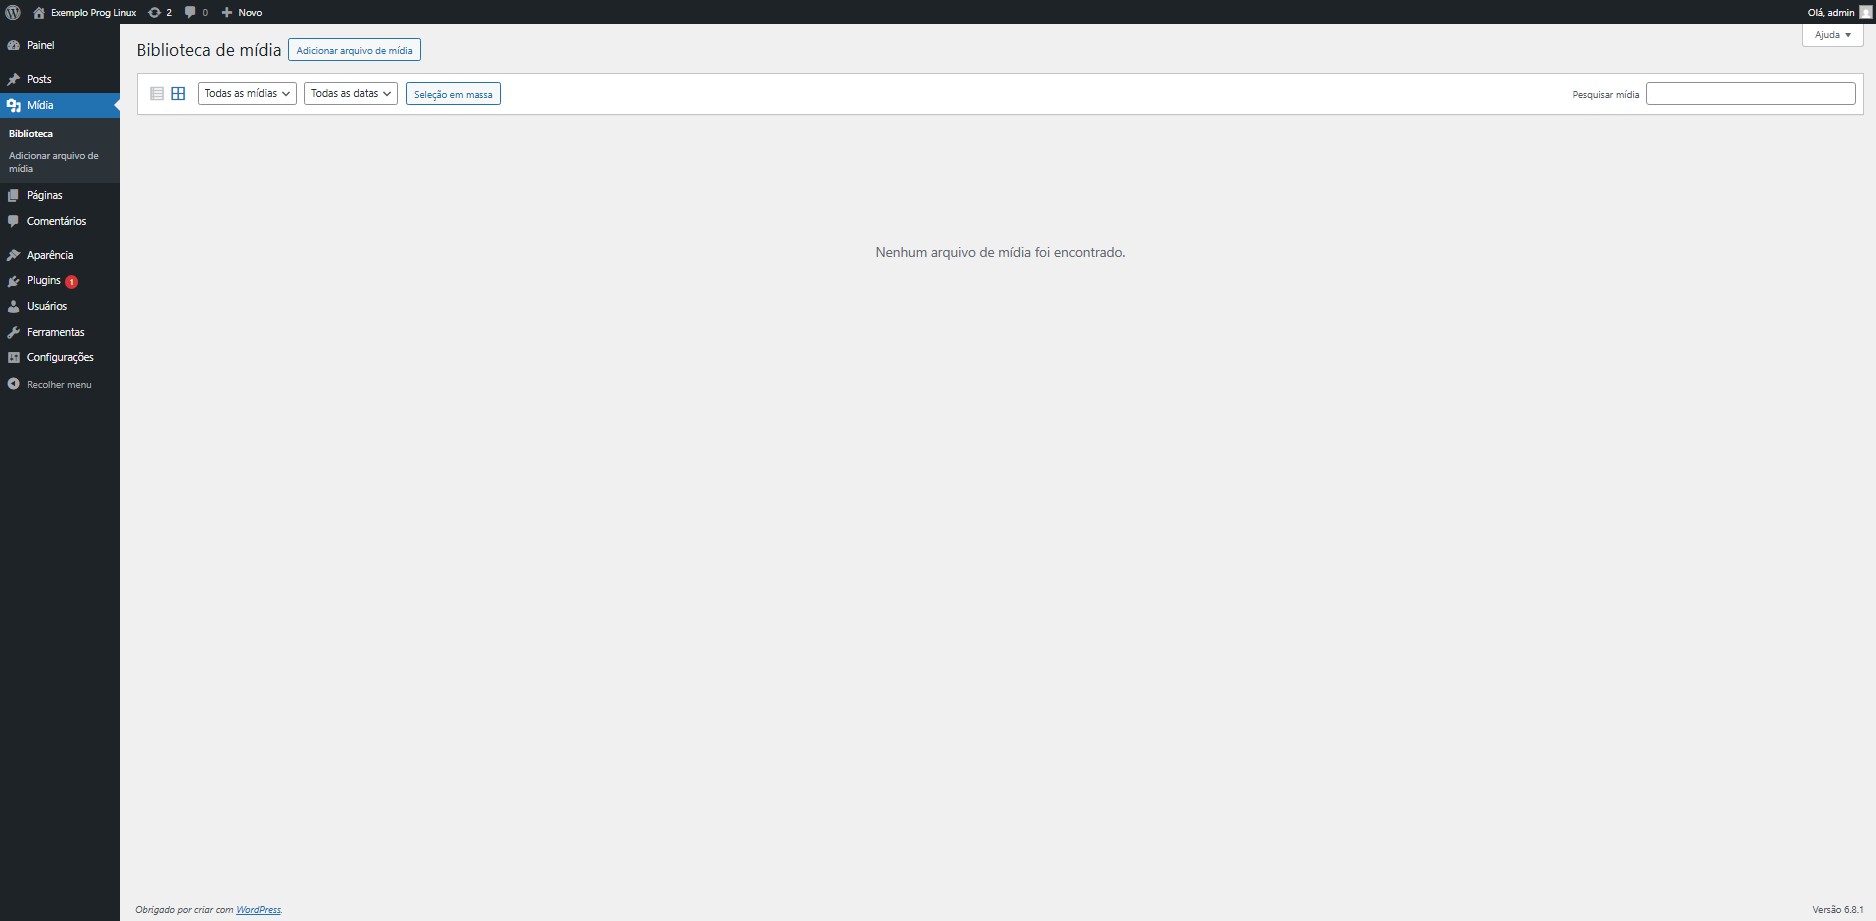 Exemplo Prog Linux 2 0 Novo Olá, admin
Ajuda
Painel
Posts
Mídia
Biblioteca
Adicionar arquivo de
mídia
Páginas
Comentários
Aparência
Plugins 1
Usuários
Ferramentas
Configurações
Recolher menu
Biblioteca de mídia Adicionar arquivo de mídia
Todas as mídias Todas as datas Seleção em massa Pesquisar mídia
Nenhum arquivo de mídia foi encontrado.
Obrigado por criar com WordPress. Versão 6.8.1